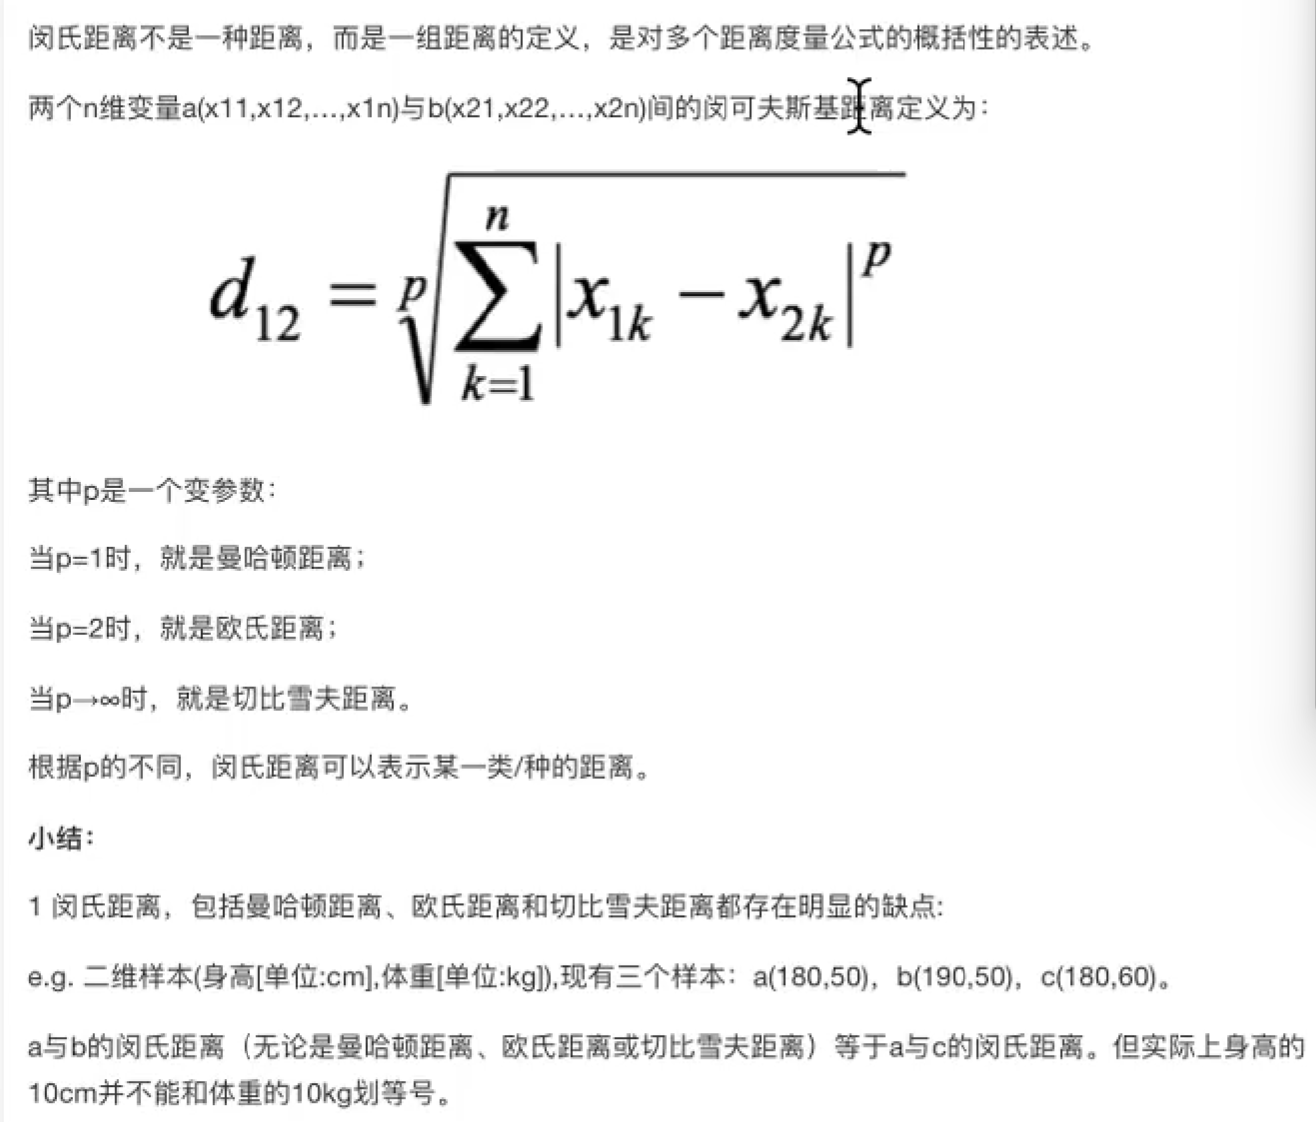 闵氏距离不是一种距离，而是一组距离的定义，是对多个距离度量公式的概括性的表述。
两个n维变量a(x11,x12,…,x1n)与b(x21,x22,…,x2n)间的闵可夫斯基距离定义为：
d₁₂ = ᵖ√∑ₖ₌₁ⁿ|x₁ₖ − x₂ₖ|ᵖ
其中p是一个变参数：
当p=1时，就是曼哈顿距离；
当p=2时，就是欧氏距离；
当p→∞时，就是切比雪夫距离。
根据p的不同，闵氏距离可以表示某一类/种的距离。
小结：
1 闵氏距离，包括曼哈顿距离、欧氏距离和切比雪夫距离都存在明显的缺点:
e.g. 二维样本(身高[单位:cm],体重[单位:kg]),现有三个样本：a(180,50)，b(190,50)，c(180,60)。
a与b的闵氏距离（无论是曼哈顿距离、欧氏距离或切比雪夫距离）等于a与c的闵氏距离。但实际上身高的
10cm并不能和体重的10kg划等号。